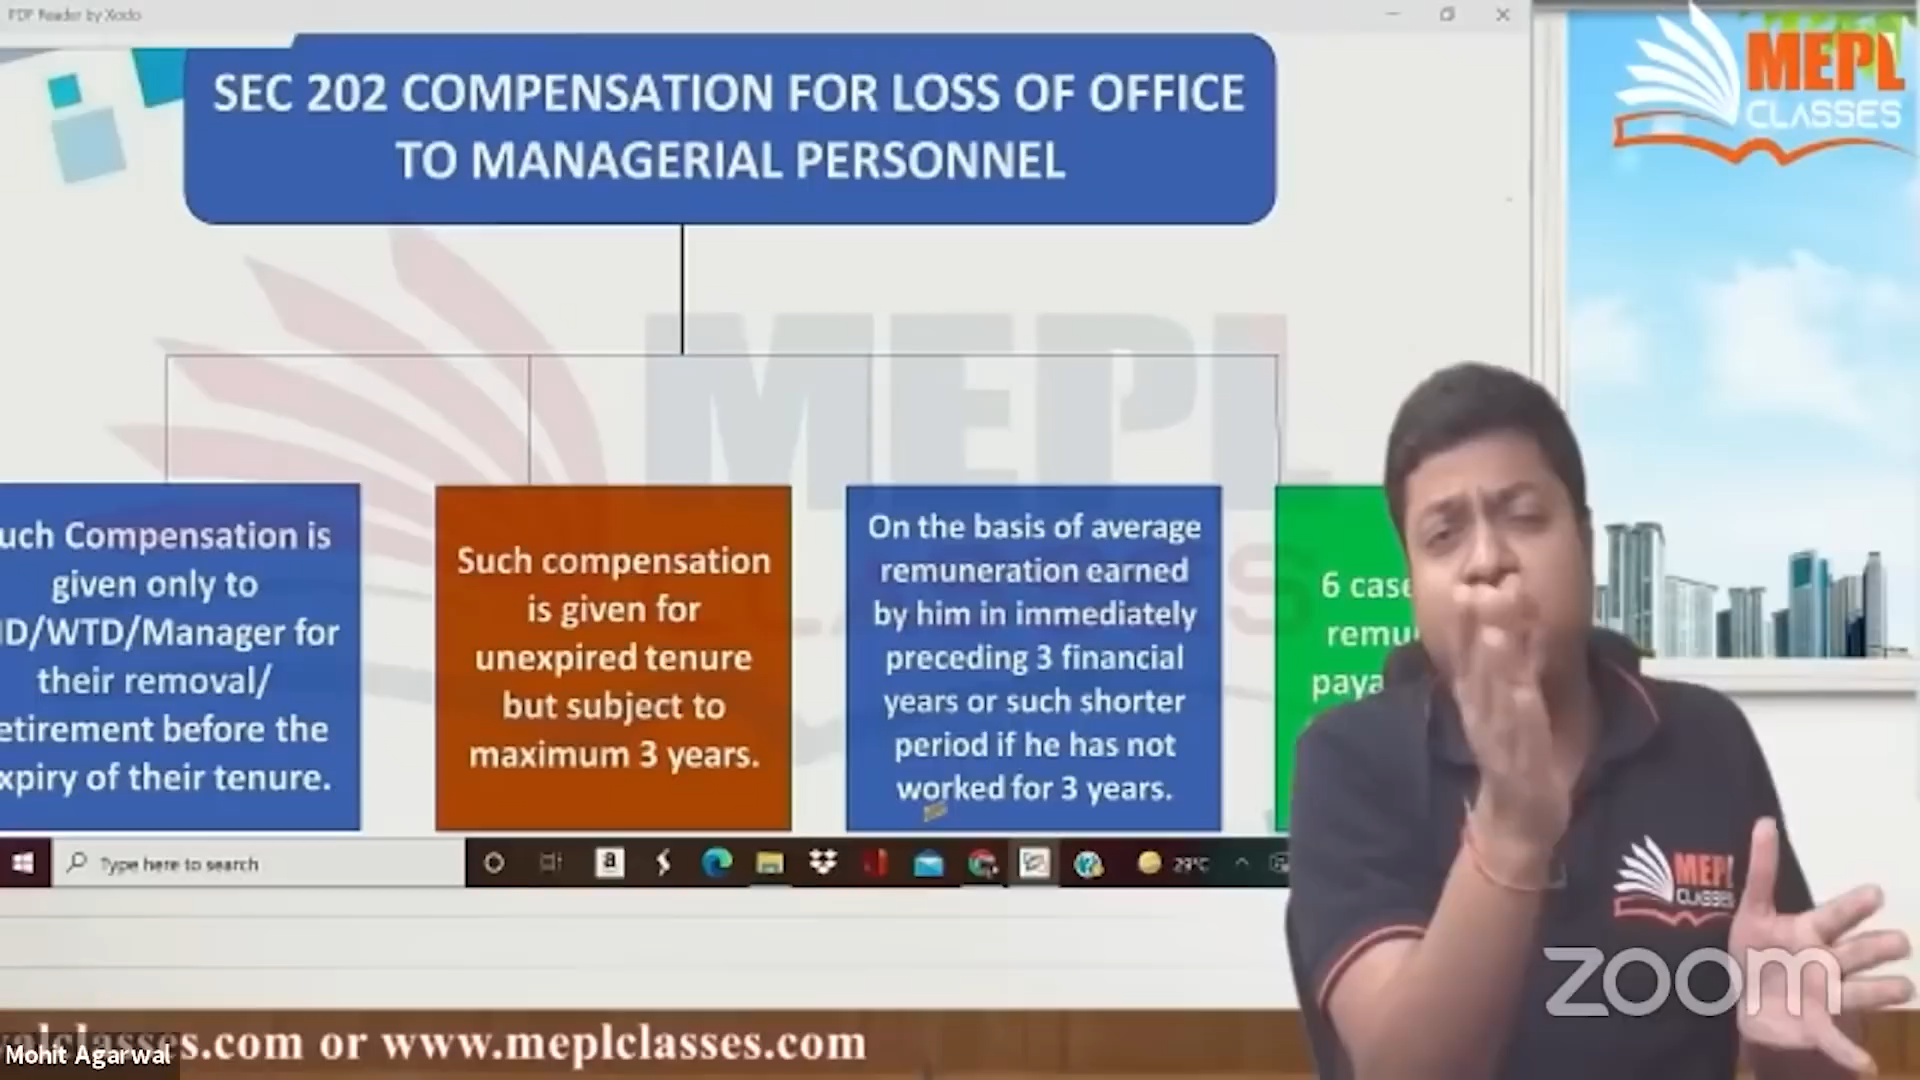 PDF Reader by Xodo
SEC 202 COMPENSATION FOR LOSS OF OFFICE
TO MANAGERIAL PERSONNEL
MEPL
CLASSES
MEPL
uch Compensation is
given only to
D/WTD/Manager for
their removal/
etirement before the
xpiry of their tenure.
Such compensation
is given for
unexpired tenure
but subject to
maximum 3 years.
On the basis of average
remuneration earned
by him in immediately
preceding 3 financial
years or such shorter
period if he has not
worked for 3 years.
6 case
remu
paya
Type here to search
29°C
MEPL
CLASSES
zoom
alclasses.com or www.meplclasses.com
Mohit Agarwal